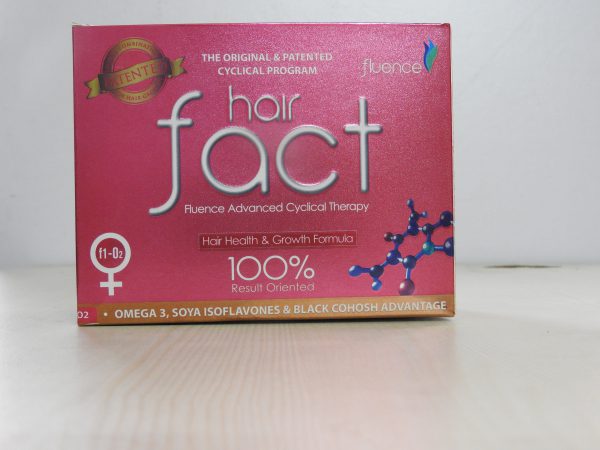 THE ORIGINAL & PATENTED
CYCLICAL PROGRAM
fluence
hair
fact
Fluence Advanced Cyclical Therapy
Hair Health & Growth Formula
100%
Result Oriented
f1-O2
O2 • OMEGA 3, SOYA ISOFLAVONES & BLACK COHOSH ADVANTAGE